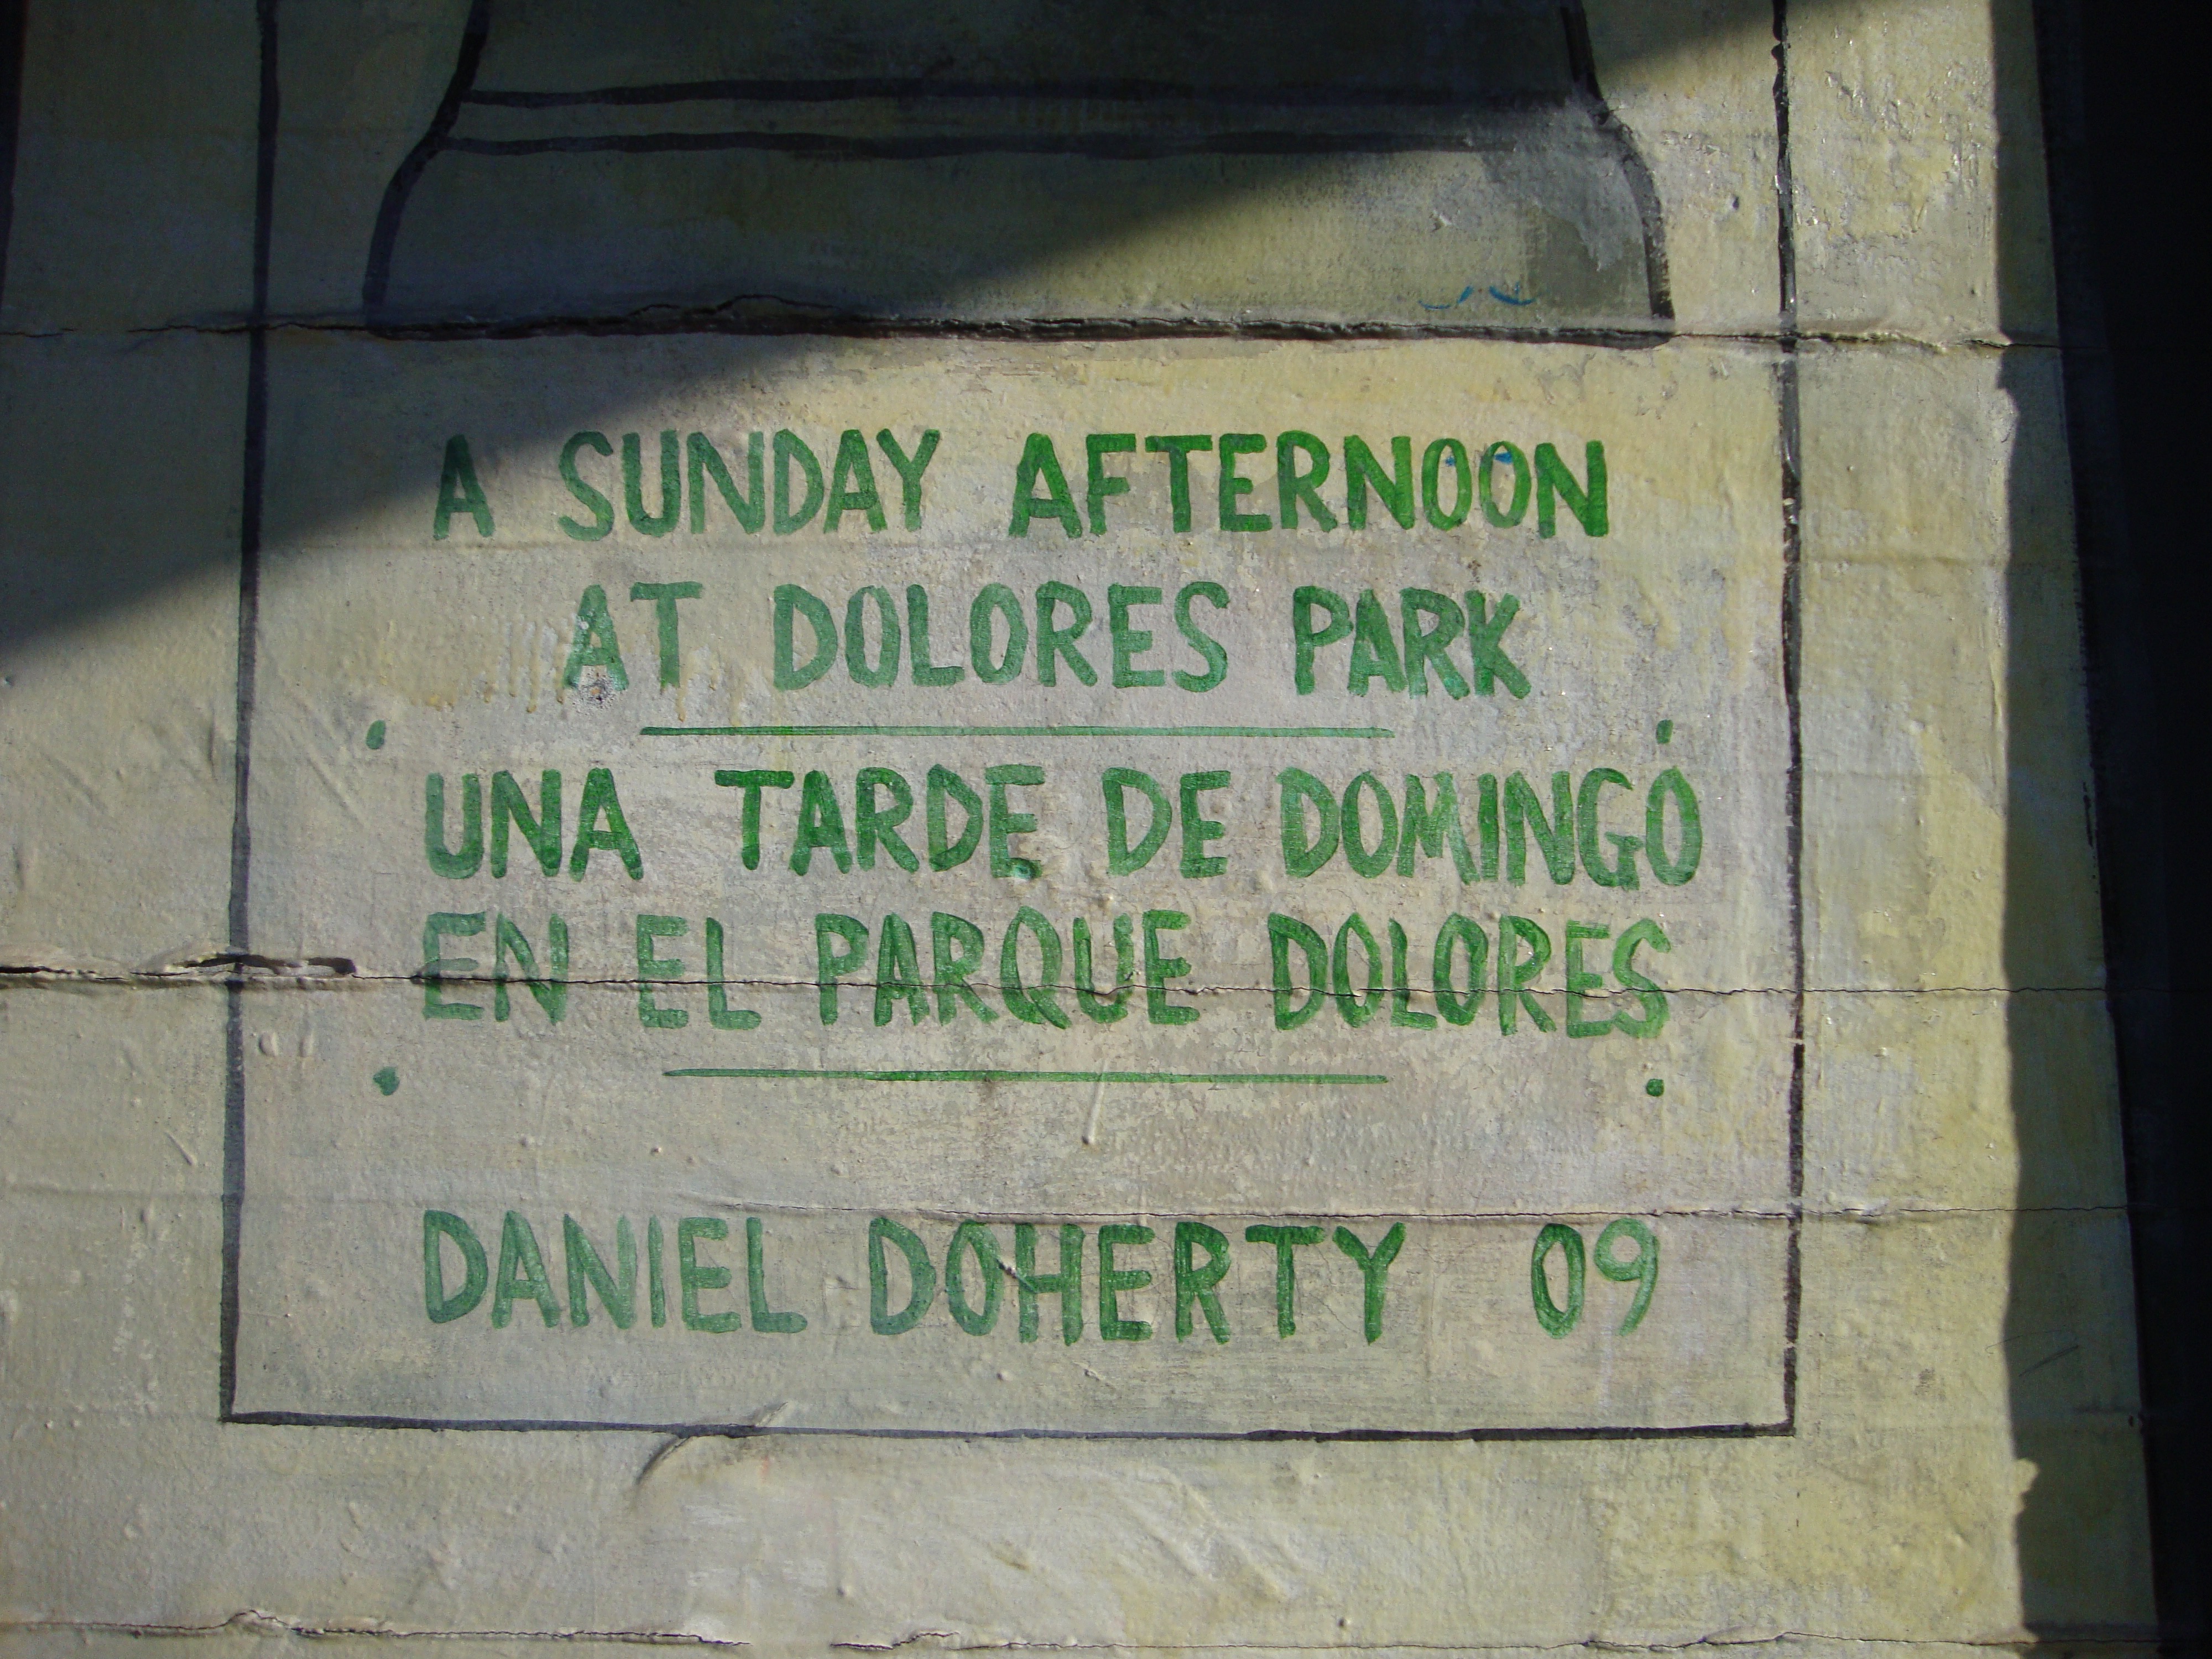 A SUNDAY AFTERNOON
AT DOLORES PARK
UNA TARDE DE DOMINGO
EN EL PARQUE DOLORES
DANIEL DOHERTY 09